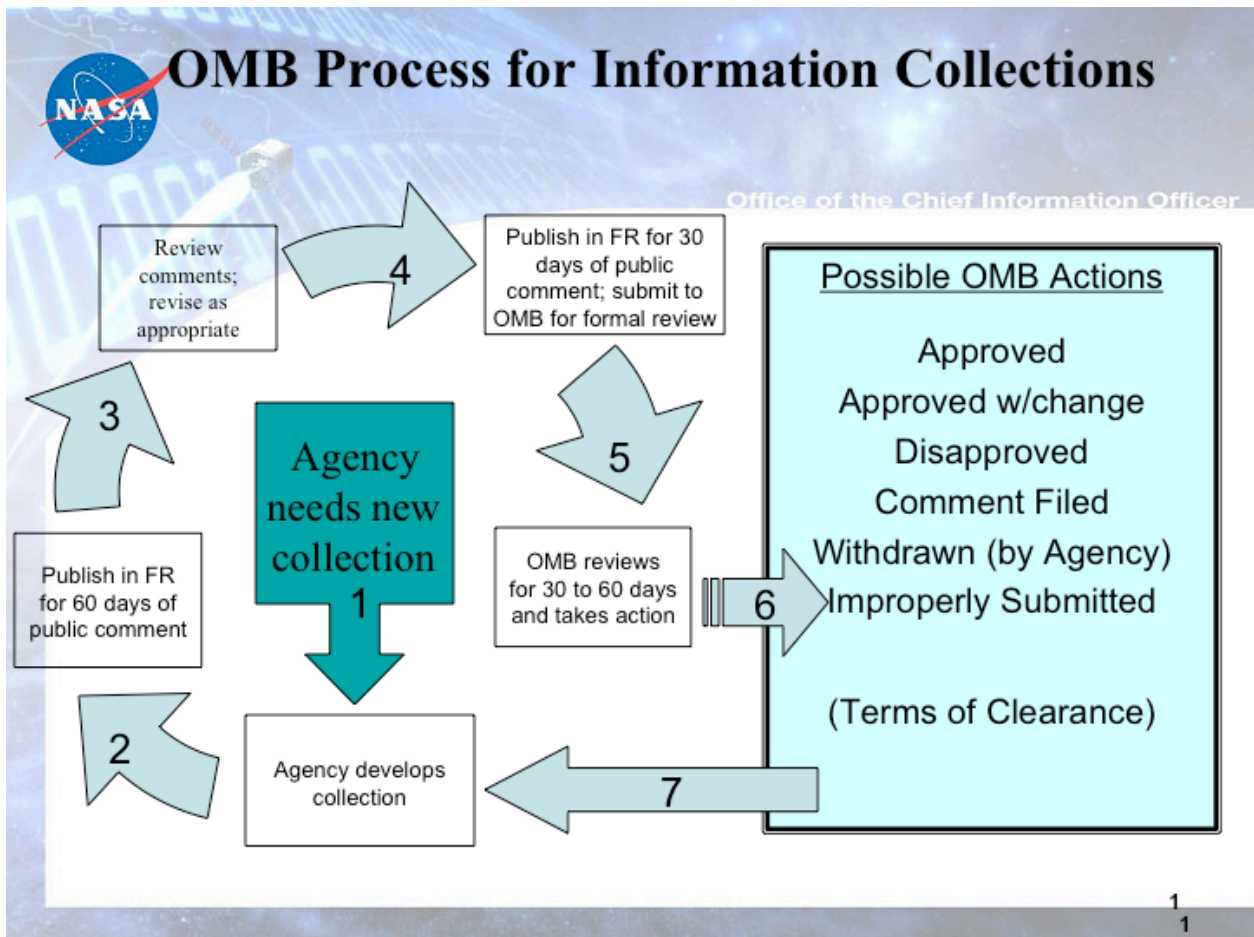 OMB Process for Information Collections
NASA
Office of the Chief Information Officer
Review
comments;
revise as
appropriate
4
Publish in FR for 30
days of public
comment; submit to
OMB for formal review
3
5
Agency
needs new
collection
1
Publish in FR
for 60 days of
public comment
OMB reviews
for 30 to 60 days
and takes action
6
2
Agency develops
collection
7
Possible OMB Actions
Approved
Approved w/change
Disapproved
Comment Filed
Withdrawn (by Agency)
Improperly Submitted
(Terms of Clearance)
1
1